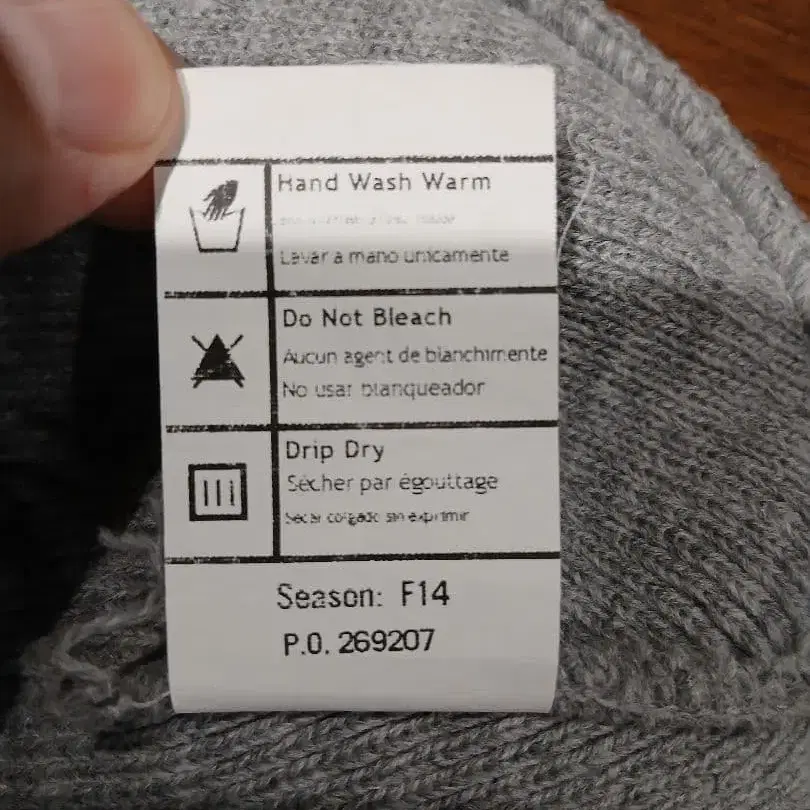 Hand Wash Warm
Lavar a mano unicamente
Do Not Bleach
Aucun agent de blanchimente
No usar blanqueador
Drip Dry
Sécher par égouttage
Secar colgado sin exprimir
Season: F14
P.O. 269207